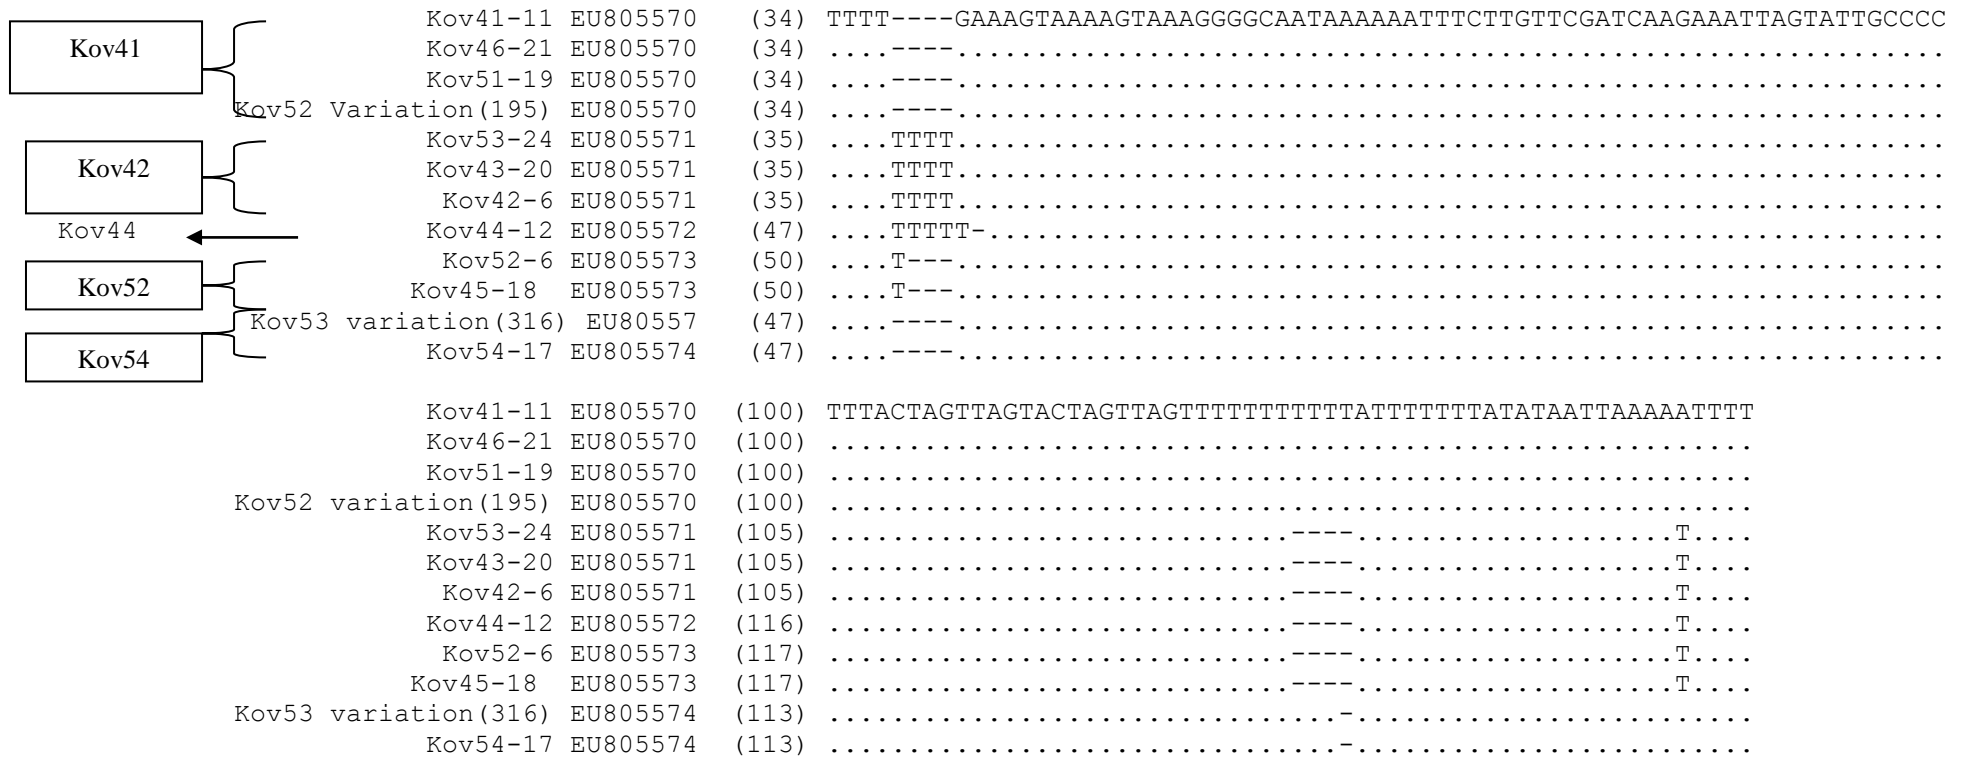 Kov41-11 EU805570 (34) TTTT----GAAAGTAAAAGTAAAGGGGCAATAAAAAATTTCTTGTTCGATCAAGAAATTAGTATTGCCCC
Kov41
Kov46-21 EU805570 (34) ....----..............................................................
Kov51-19 EU805570 (34) ....----..............................................................
Kov52 Variation(195) EU805570 (34) ....----..............................................................
Kov53-24 EU805571 (35) ....TTTT..............................................................
Kov42
Kov43-20 EU805571 (35) ....TTTT..............................................................
Kov42-6 EU805571 (35) ....TTTT..............................................................
Kov44
Kov44-12 EU805572 (47) ....TTTTT-............................................................
Kov52-6 EU805573 (50) ....T---..............................................................
Kov52
Kov45-18 EU805573 (50) ....T---..............................................................
Kov53 variation(316) EU80557 (47) ....----..............................................................
Kov54
Kov54-17 EU805574 (47) ....----..............................................................
Kov41-11 EU805570 (100) TTTACTAGTTAGTACTAGTTAGTTTTTTTTTTTATTTTTTTATATAATTAAAAATTTT
Kov46-21 EU805570 (100) ..........................................................
Kov51-19 EU805570 (100) ..........................................................
Kov52 variation(195) EU805570 (100) ..........................................................
Kov53-24 EU805571 (105) .............................----....................T....
Kov43-20 EU805571 (105) .............................----....................T....
Kov42-6 EU805571 (105) .............................----....................T....
Kov44-12 EU805572 (116) .............................----....................T....
Kov52-6 EU805573 (117) .............................----....................T....
Kov45-18 EU805573 (117) .............................----....................T....
Kov53 variation(316) EU805574 (113) ................................-.........................
Kov54-17 EU805574 (113) ................................-.........................